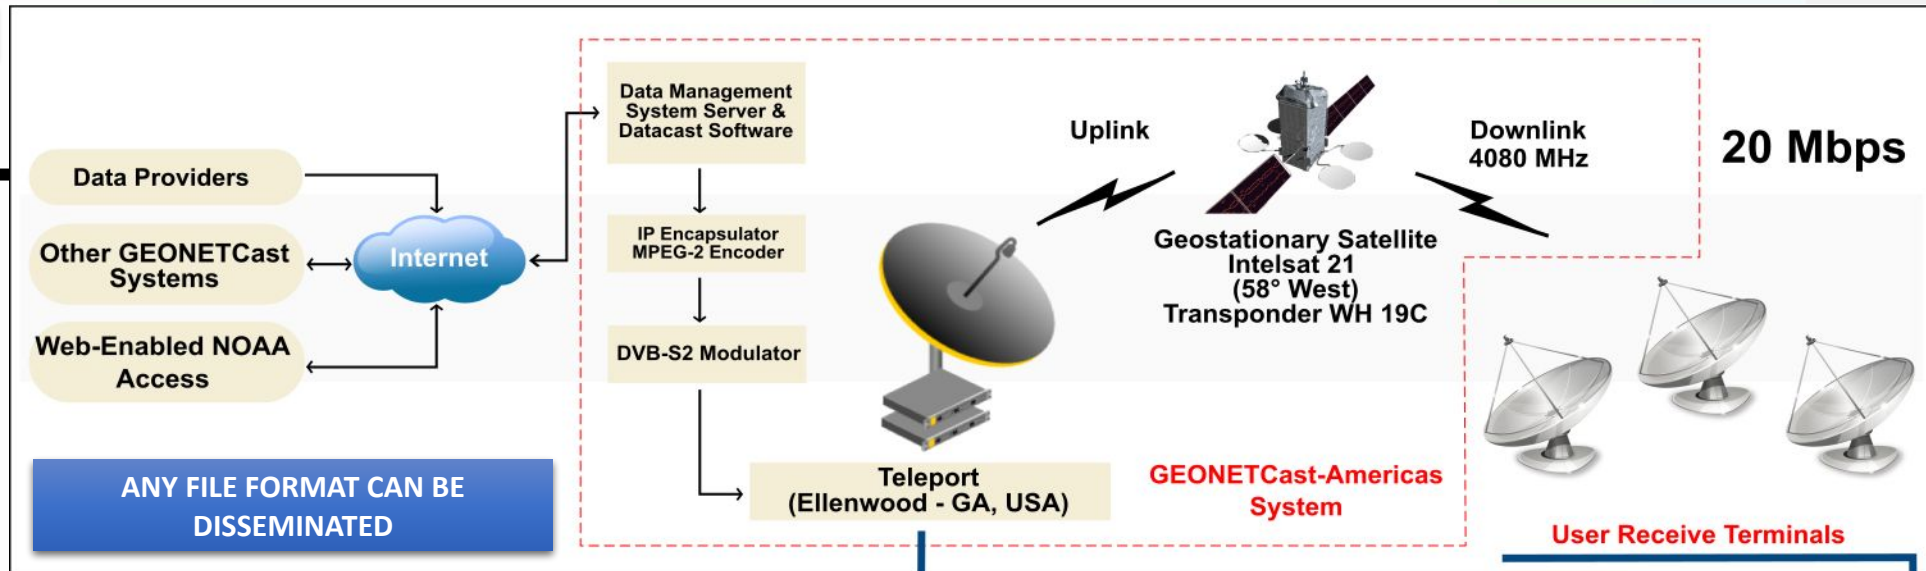 Data Providers
Other GEONETCast
Systems
Web-Enabled NOAA
Access
Internet
ANY FILE FORMAT CAN BE
DISSEMINATED
Data Management
System Server &
Datacast Software
IP Encapsulator
MPEG-2 Encoder
DVB-S2 Modulator
Teleport
(Ellenwood - GA, USA)
Uplink
Geostationary Satellite
Intelsat 21
(58° West)
Transponder WH 19C
Downlink
4080 MHz
GEONETCast-Americas
System
20 Mbps
User Receive Terminals